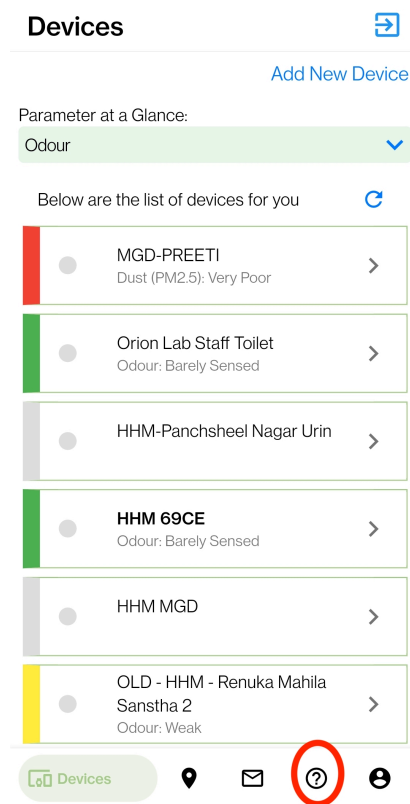 Devices
Add New Device
Parameter at a Glance:
Odour
Below are the list of devices for you
MGD-PREETI
Dust (PM2.5): Very Poor
Orion Lab Staff Toilet
Odour: Barely Sensed
HHM-Panchsheel Nagar Urin
HHM 69CE
Odour: Barely Sensed
HHM MGD
OLD - HHM - Renuka Mahila
Sanstha 2
Odour: Weak
Devices